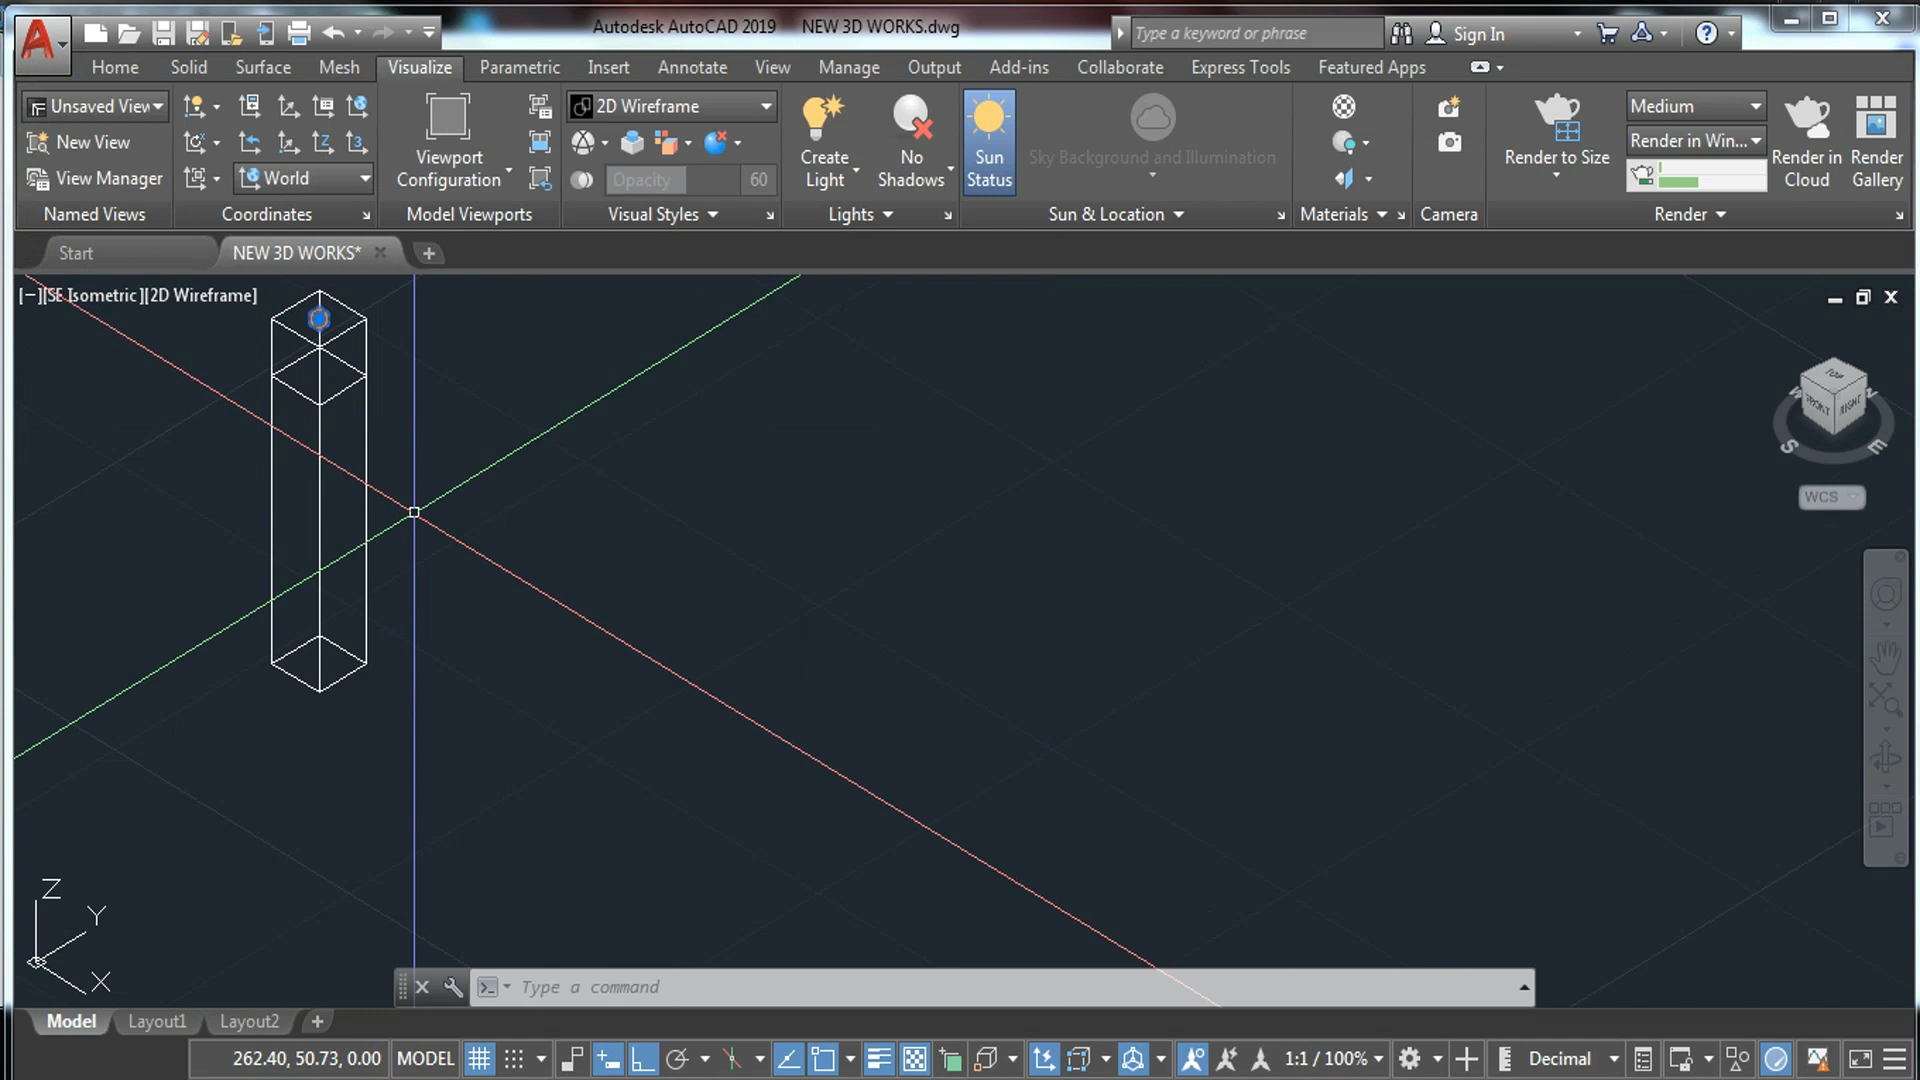 Autodesk AutoCAD 2019 NEW 3D WORKS.dwg
Type a keyword or phrase
Sign In
Home Solid Surface Mesh Visualize Parametric Insert Annotate View Manage Output Add-ins Collaborate Express Tools Featured Apps
Unsaved View
New View
View Manager
Named Views
World
Coordinates
Viewport
Configuration
Model Viewports
2D Wireframe
Opacity 60
Visual Styles
Create
Light
No
Shadows
Lights
Sun
Status
Sky Background and Illumination
Sun & Location
Materials
Camera
Render to Size
Medium
Render in Win...
Render in
Cloud
Render
Gallery
Render
Start
NEW 3D WORKS*
[−][SE Isometric][2D Wireframe]
TOP
FRONT
RIGHT
S
E
WCS
Z
Y
X
Type a command
Model
Layout1
Layout2
262.40, 50.73, 0.00
MODEL
1:1 / 100%
Decimal